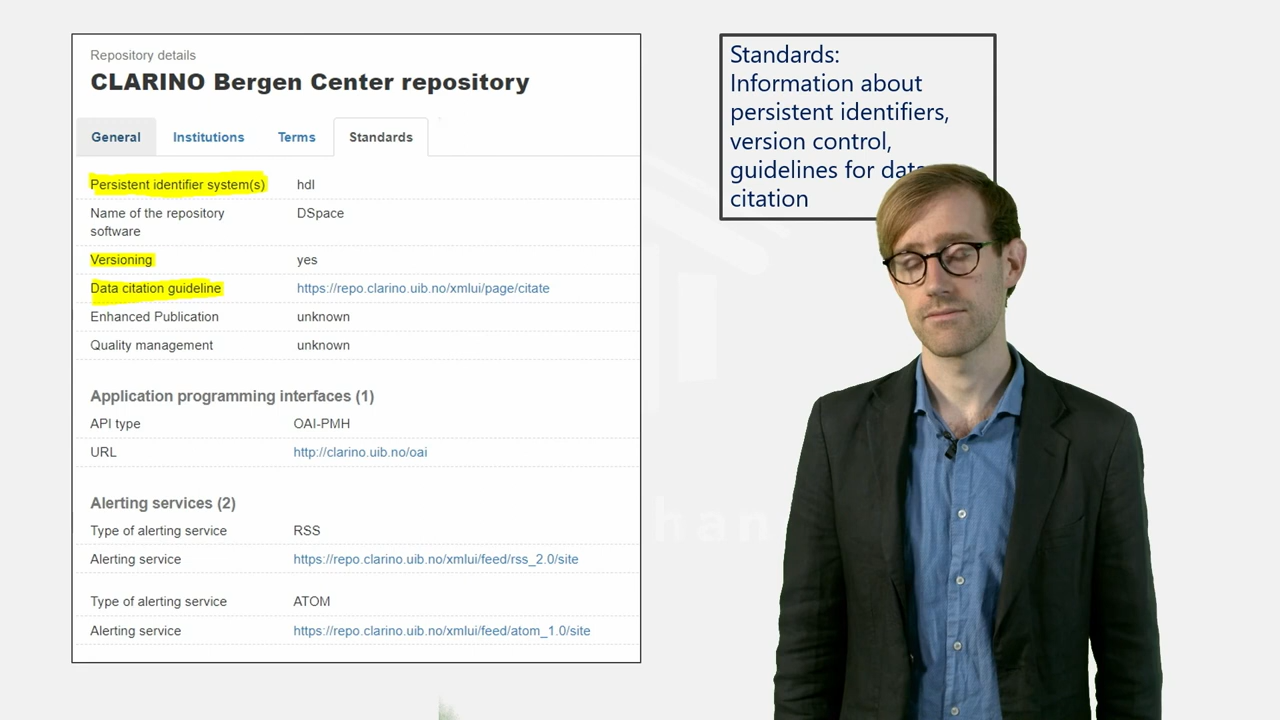 Repository details
CLARINO Bergen Center repository
General Institutions Terms Standards
Persistent identifier system(s) hdl
Name of the repository DSpace
software
Versioning yes
Data citation guideline https://repo.clarino.uib.no/xmlui/page/citate
Enhanced Publication unknown
Quality management unknown
Application programming interfaces (1)
API type OAI-PMH
URL http://clarino.uib.no/oai
Alerting services (2)
Type of alerting service RSS
Alerting service https://repo.clarino.uib.no/xmlui/feed/rss_2.0/site
Type of alerting service ATOM
Alerting service https://repo.clarino.uib.no/xmlui/feed/atom_1.0/site
Standards:
Information about
persistent identifiers,
version control,
guidelines for data
citation